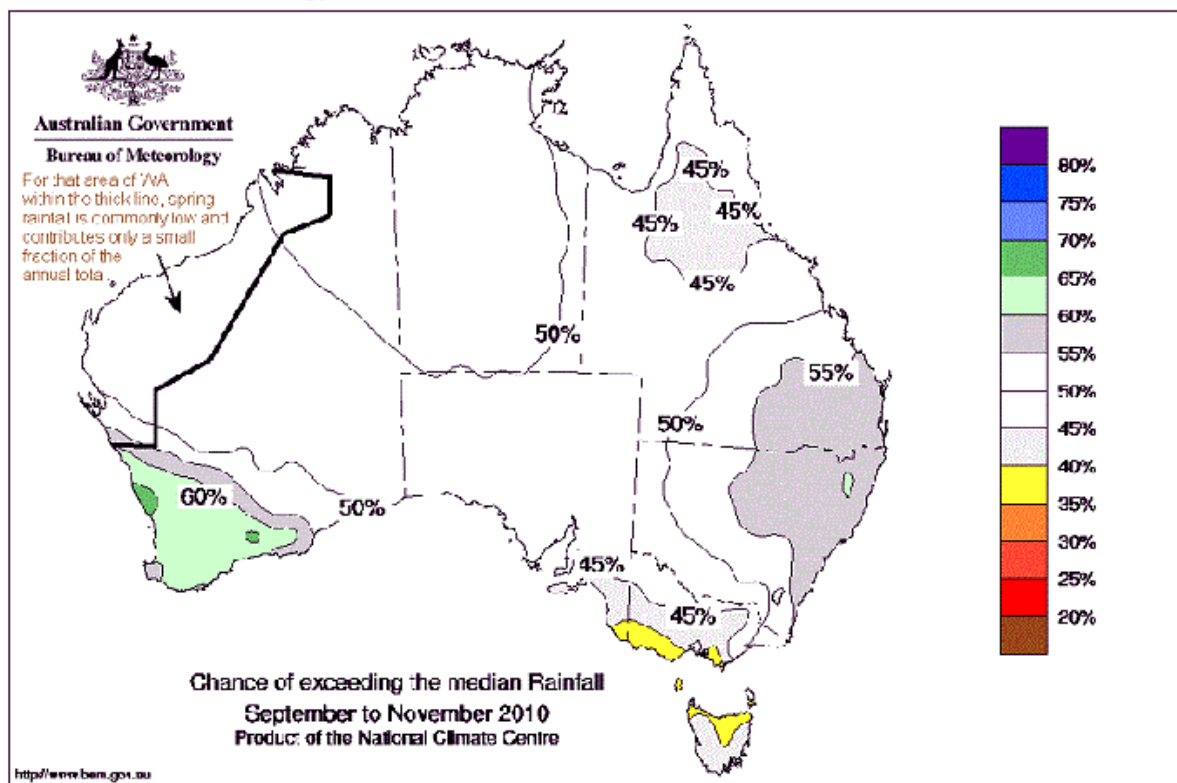 Australian Government
Bureau of Meteorology
For that area of WA
within the thick line, spring
rainfall is commonly low and
contributes only a small
fraction of the
annual total.
45%
45%
45%
45%
50%
55%
50%
60%
50%
45%
45%
80%
75%
70%
65%
60%
55%
50%
45%
40%
35%
30%
25%
20%
Chance of exceeding the median Rainfall
September to November 2010
Product of the National Climate Centre
http://www.bom.gov.au